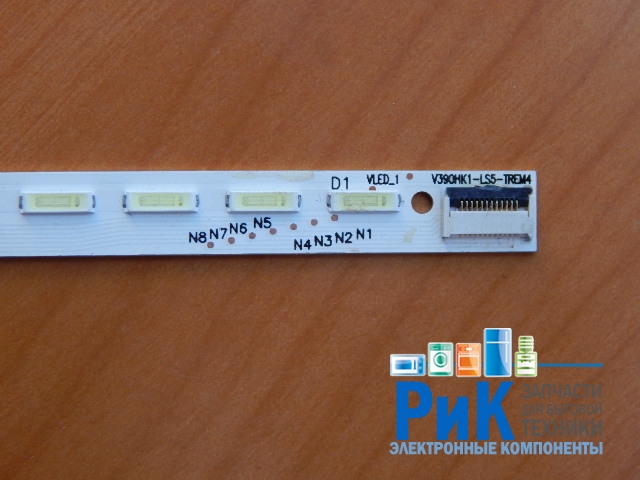 D1 VLED_1 V390HK1-LS5-TREM4
N8 N7 N6 N5 N4 N3 N2 N1
РиК
ЗАПЧАСТИ
ДЛЯ БЫТОВОЙ
ТЕХНИКИ
ЭЛЕКТРОННЫЕ КОМПОНЕНТЫ